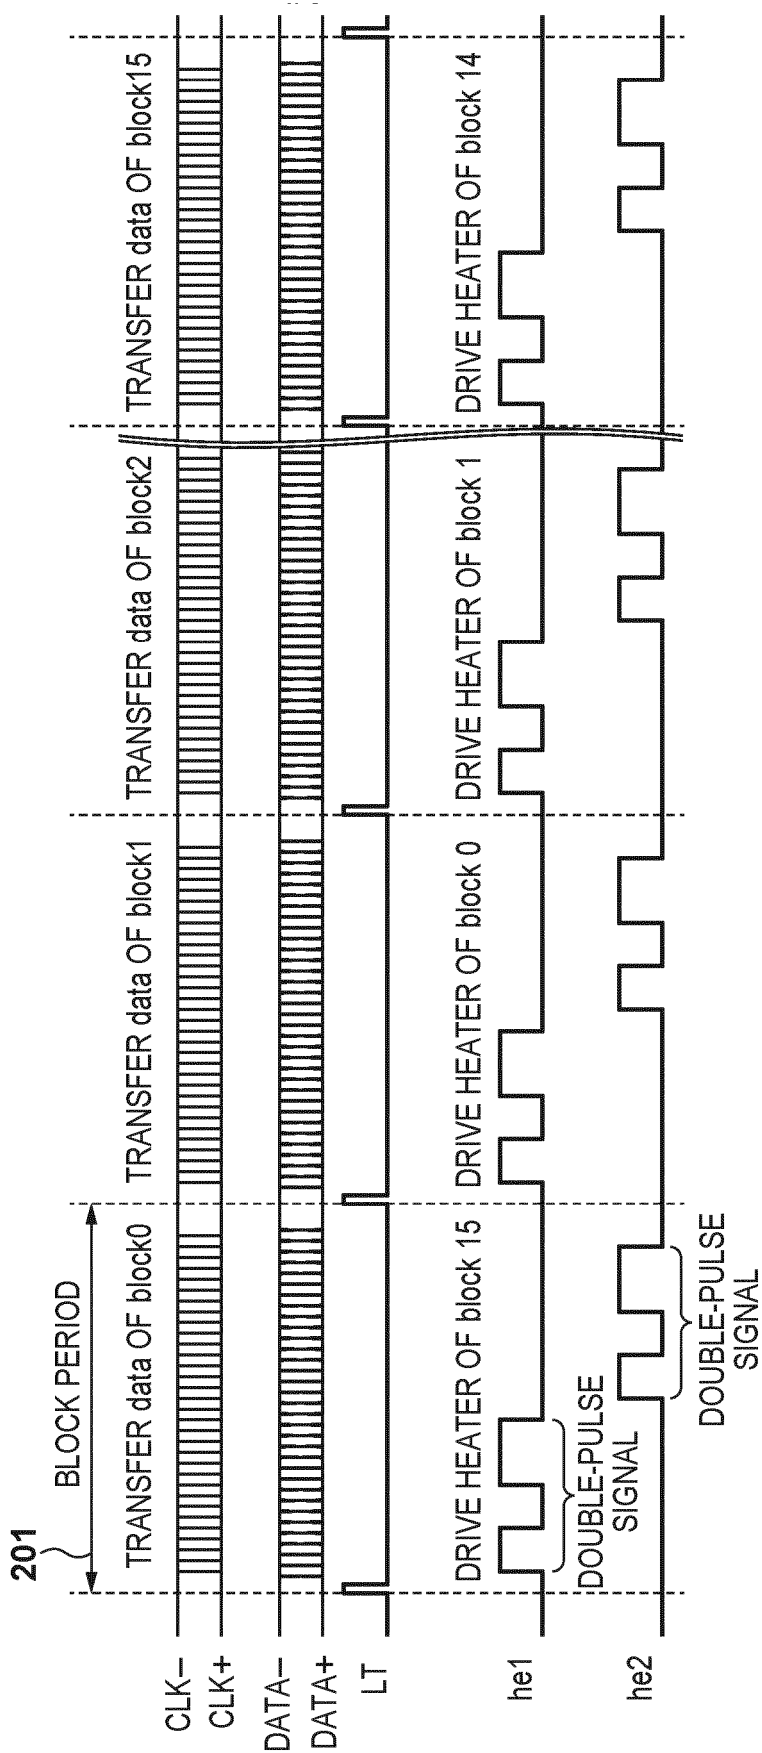 201
BLOCK PERIOD
TRANSFER data OF block0
TRANSFER data OF block1
TRANSFER data OF block2
TRANSFER data OF block15
CLK−
CLK+
DATA−
DATA+
LT
DRIVE HEATER OF block 15
DRIVE HEATER OF block 0
DRIVE HEATER OF block 1
DRIVE HEATER OF block 14
he1
DOUBLE-PULSE
SIGNAL
he2
DOUBLE-PULSE
SIGNAL